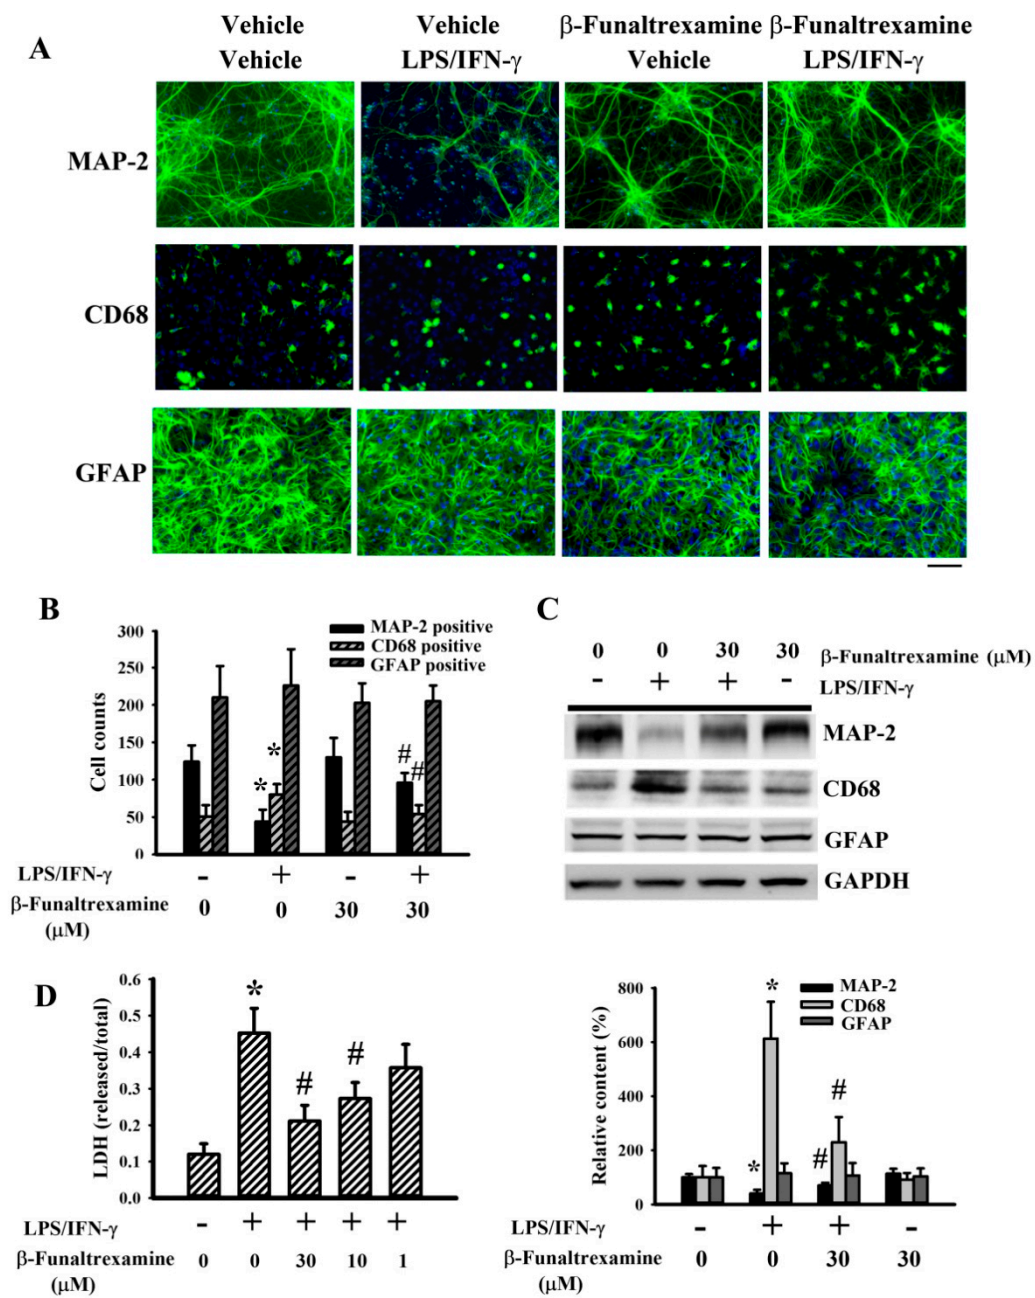 A
Vehicle Vehicle β-Funaltrexamine β-Funaltrexamine
Vehicle LPS/IFN-γ Vehicle LPS/IFN-γ
MAP-2
CD68
GFAP
B
300
250
200
150
100
50
0
Cell counts
MAP-2 positive
CD68 positive
GFAP positive
* * # #
LPS/IFN-γ - + - +
β-Funaltrexamine 0 0 30 30
(μM)
C
0 0 30 30 β-Funaltrexamine (μM)
- + + - LPS/IFN-γ
MAP-2
CD68
GFAP
GAPDH
D
0.6
0.5
0.4
0.3
0.2
0.1
0.0
LDH (released/total)
* # #
LPS/IFN-γ - + + + +
β-Funaltrexamine 0 0 30 10 1
(μM)
800
600
400
200
0
Relative content (%)
MAP-2
CD68
GFAP
* * # #
LPS/IFN-γ - + + -
β-Funaltrexamine 0 0 30 30
(μM)